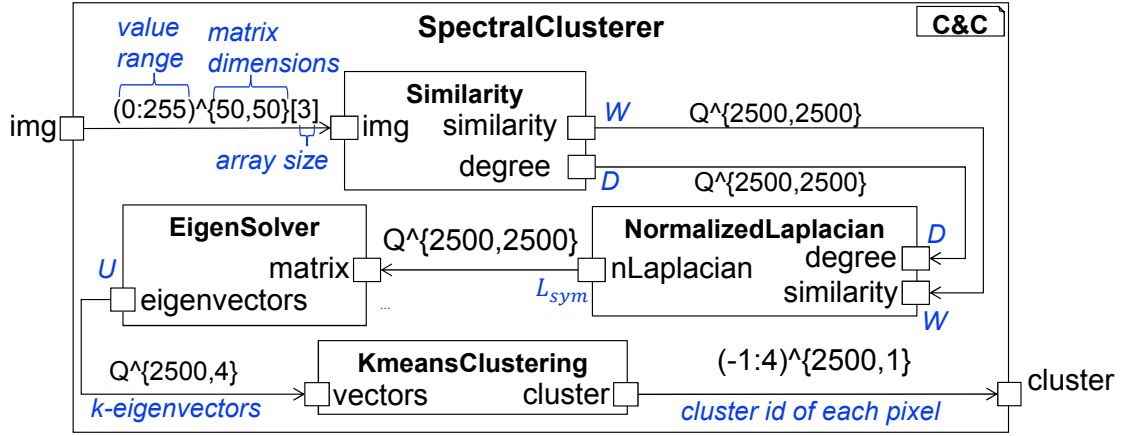 SpectralClusterer
C&C
value
range
matrix
dimensions
(0:255)^{50,50}[3]
array size
img
Similarity
img
similarity
degree
W
Q^{2500,2500}
D
Q^{2500,2500}
EigenSolver
matrix
eigenvectors
U
...
Q^{2500,2500}
NormalizedLaplacian
nLaplacian
degree
similarity
L_sym
D
W
Q^{2500,4}
k-eigenvectors
KmeansClustering
vectors
cluster
(-1:4)^{2500,1}
cluster id of each pixel
cluster